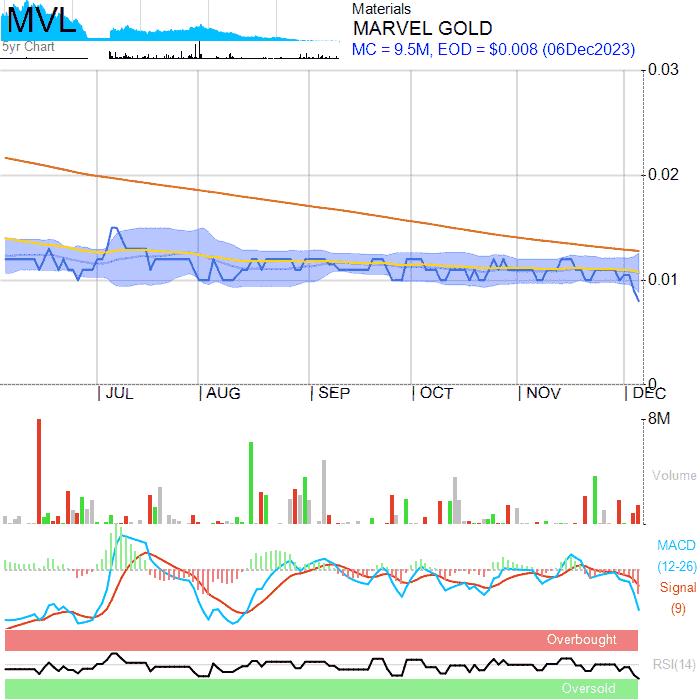 MVL
5yr Chart
Materials
MARVEL GOLD
MC = 9.5M, EOD = $0.008 (06Dec2023)
0.03
0.02
0.01
0
JUL AUG SEP OCT NOV DEC
8M
Volume
MACD
(12-26)
Signal
(9)
Overbought
RSI(14)
Oversold